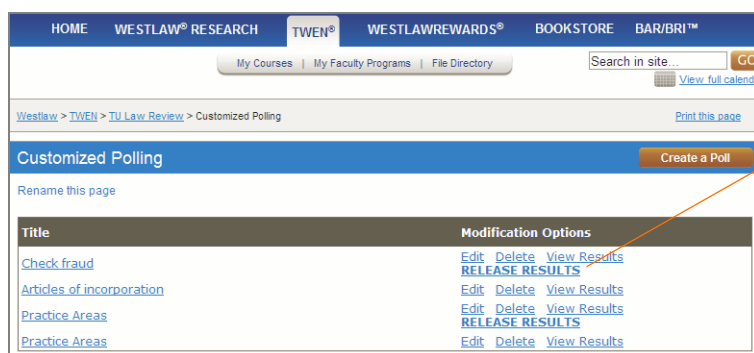 HOME WESTLAW® RESEARCH TWEN® WESTLAWREWARDS® BOOKSTORE BAR/BRI™
My Courses | My Faculty Programs | File Directory
Search in site... GO
View full calend
Westlaw > TWEN > TU Law Review > Customized Polling Print this page
Customized Polling Create a Poll
Rename this page
Title Modification Options
Check fraud Edit Delete View Results
RELEASE RESULTS
Articles of incorporation Edit Delete View Results
Practice Areas Edit Delete View Results
RELEASE RESULTS
Practice Areas Edit Delete View Results